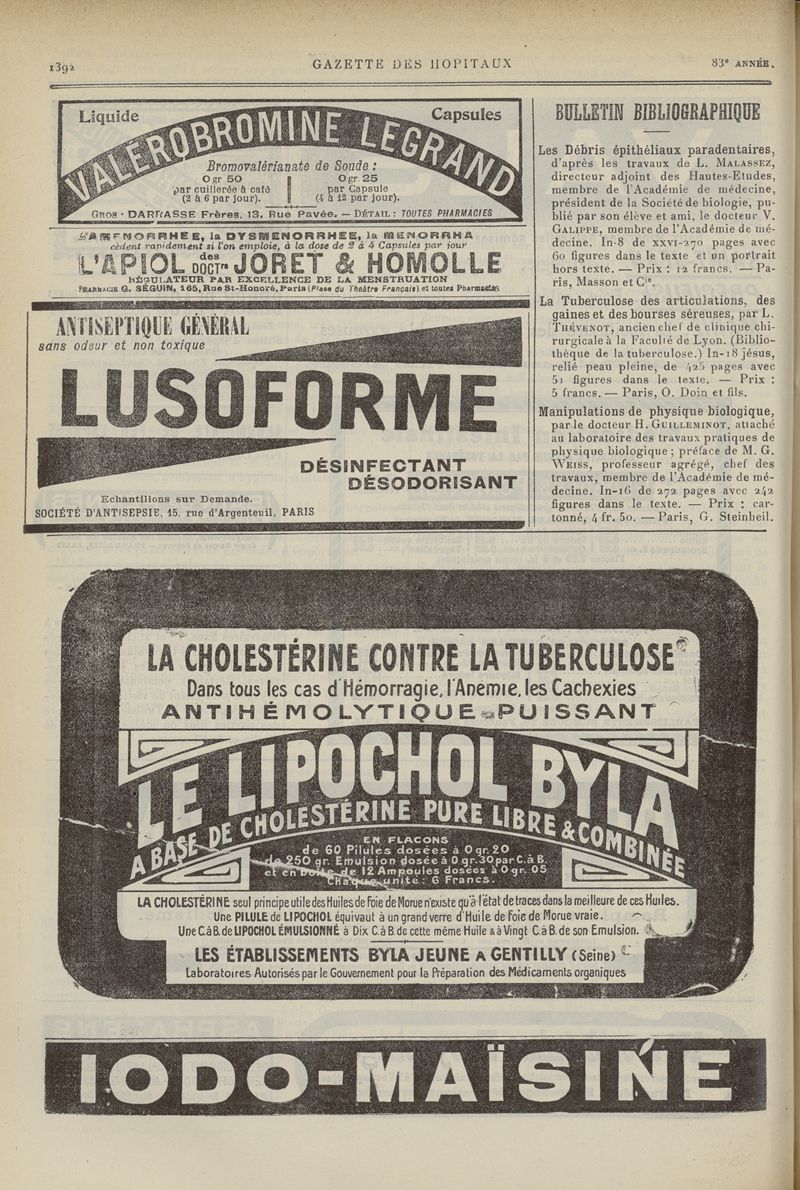 1392
GAZETTE DES HOPITAUX
83e ANNÉE.
Liquide
Capsules
VALÉROBROMINE LEGRAND
Bromovalérianate de Soude :
0 gr 50
par cuillerée à café
(2 à 6 par jour).
0 gr. 25
par Capsule
(4 à 12 par jour).
GROS : DARRASSE Frères, 13, Rue Pavée. — DÉTAIL : TOUTES PHARMACIES
L'AMENORRHEE, la DYSMENORRHEE, la MENORRHA
cèdent rapidement si l'on emploie, à la dose de 2 à 4 Capsules par jour
L'APIOL des DOCTrs JORET & HOMOLLE
RÉGULATEUR PAR EXCELLENCE DE LA MENSTRUATION
PHARMACIE G. SÉGUIN, 165, Rue St-Honoré, Paris (Place du Théâtre Français) et toutes Pharmacies
ANTISEPTIQUE GÉNÉRAL
sans odeur et non toxique
LUSOFORME
DÉSINFECTANT
DÉSODORISANT
Echantillons sur Demande.
SOCIÉTÉ D'ANTISEPSIE, 15, rue d'Argenteuil, PARIS
BULLETIN BIBLIOGRAPHIQUE
Les Débris épithéliaux paradentaires,
d'après les travaux de L. MALASSEZ,
directeur adjoint des Hautes-Etudes,
membre de l'Académie de médecine,
président de la Société de biologie, pu-
blié par son élève et ami, le docteur V.
GALIPPE, membre de l'Académie de mé-
decine. In-8 de XXVI-270 pages avec
60 figures dans le texte et un portrait
hors texte. — Prix : 12 francs. — Pa-
ris, Masson et Cie.
La Tuberculose des articulations, des
gaines et des bourses séreuses, par L.
THÉVENOT, ancien chef de clinique chi-
rurgicale à la Faculté de Lyon. (Biblio-
thèque de la tuberculose.) In-18 jésus,
relié peau pleine, de 425 pages avec
51 figures dans le texte. — Prix :
5 francs. — Paris, O. Doin et fils.
Manipulations de physique biologique,
par le docteur H. GUILLEMINOT, attaché
au laboratoire des travaux pratiques de
physique biologique ; préface de M. G.
WEISS, professeur agrégé, chef des
travaux, membre de l'Académie de mé-
decine. In-16 de 272 pages avec 242
figures dans le texte. — Prix : car-
tonné, 4 fr. 50. — Paris, G. Steinheil.
LA CHOLESTÉRINE CONTRE LA TUBERCULOSE
Dans tous les cas d'Hémorragie, l'Anemie, les Cachexies
ANTIHÉMOLYTIQUE PUISSANT
LE LIPOCHOL BYLA
A BASE DE CHOLESTÉRINE PURE LIBRE & COMBINÉE
EN FLACONS
de 60 Pilules dosées à 0 gr. 20
de 250 gr. Emulsion dosée à 0 gr. 30 par C. à B.
et en boîte de 12 Ampoules dosées à 0 gr. 05
Chaque unité : 6 Francs.
LA CHOLESTÉRINE seul principe utile des Huiles de Foie de Morue n'existe qu'à l'état de traces dans la meilleure de ces Huiles.
Une PILULE de LIPOCHOL équivaut à un grand verre d'Huile de Foie de Morue vraie.
Une C. à B. de LIPOCHOL ÉMULSIONNÉ à Dix C. à B. de cette même Huile & à Vingt C. à B. de son Emulsion.
LES ÉTABLISSEMENTS BYLA JEUNE A GENTILLY (Seine)
Laboratoires Autorisés par le Gouvernement pour la Préparation des Médicaments organiques
IODO-MAÏSINE